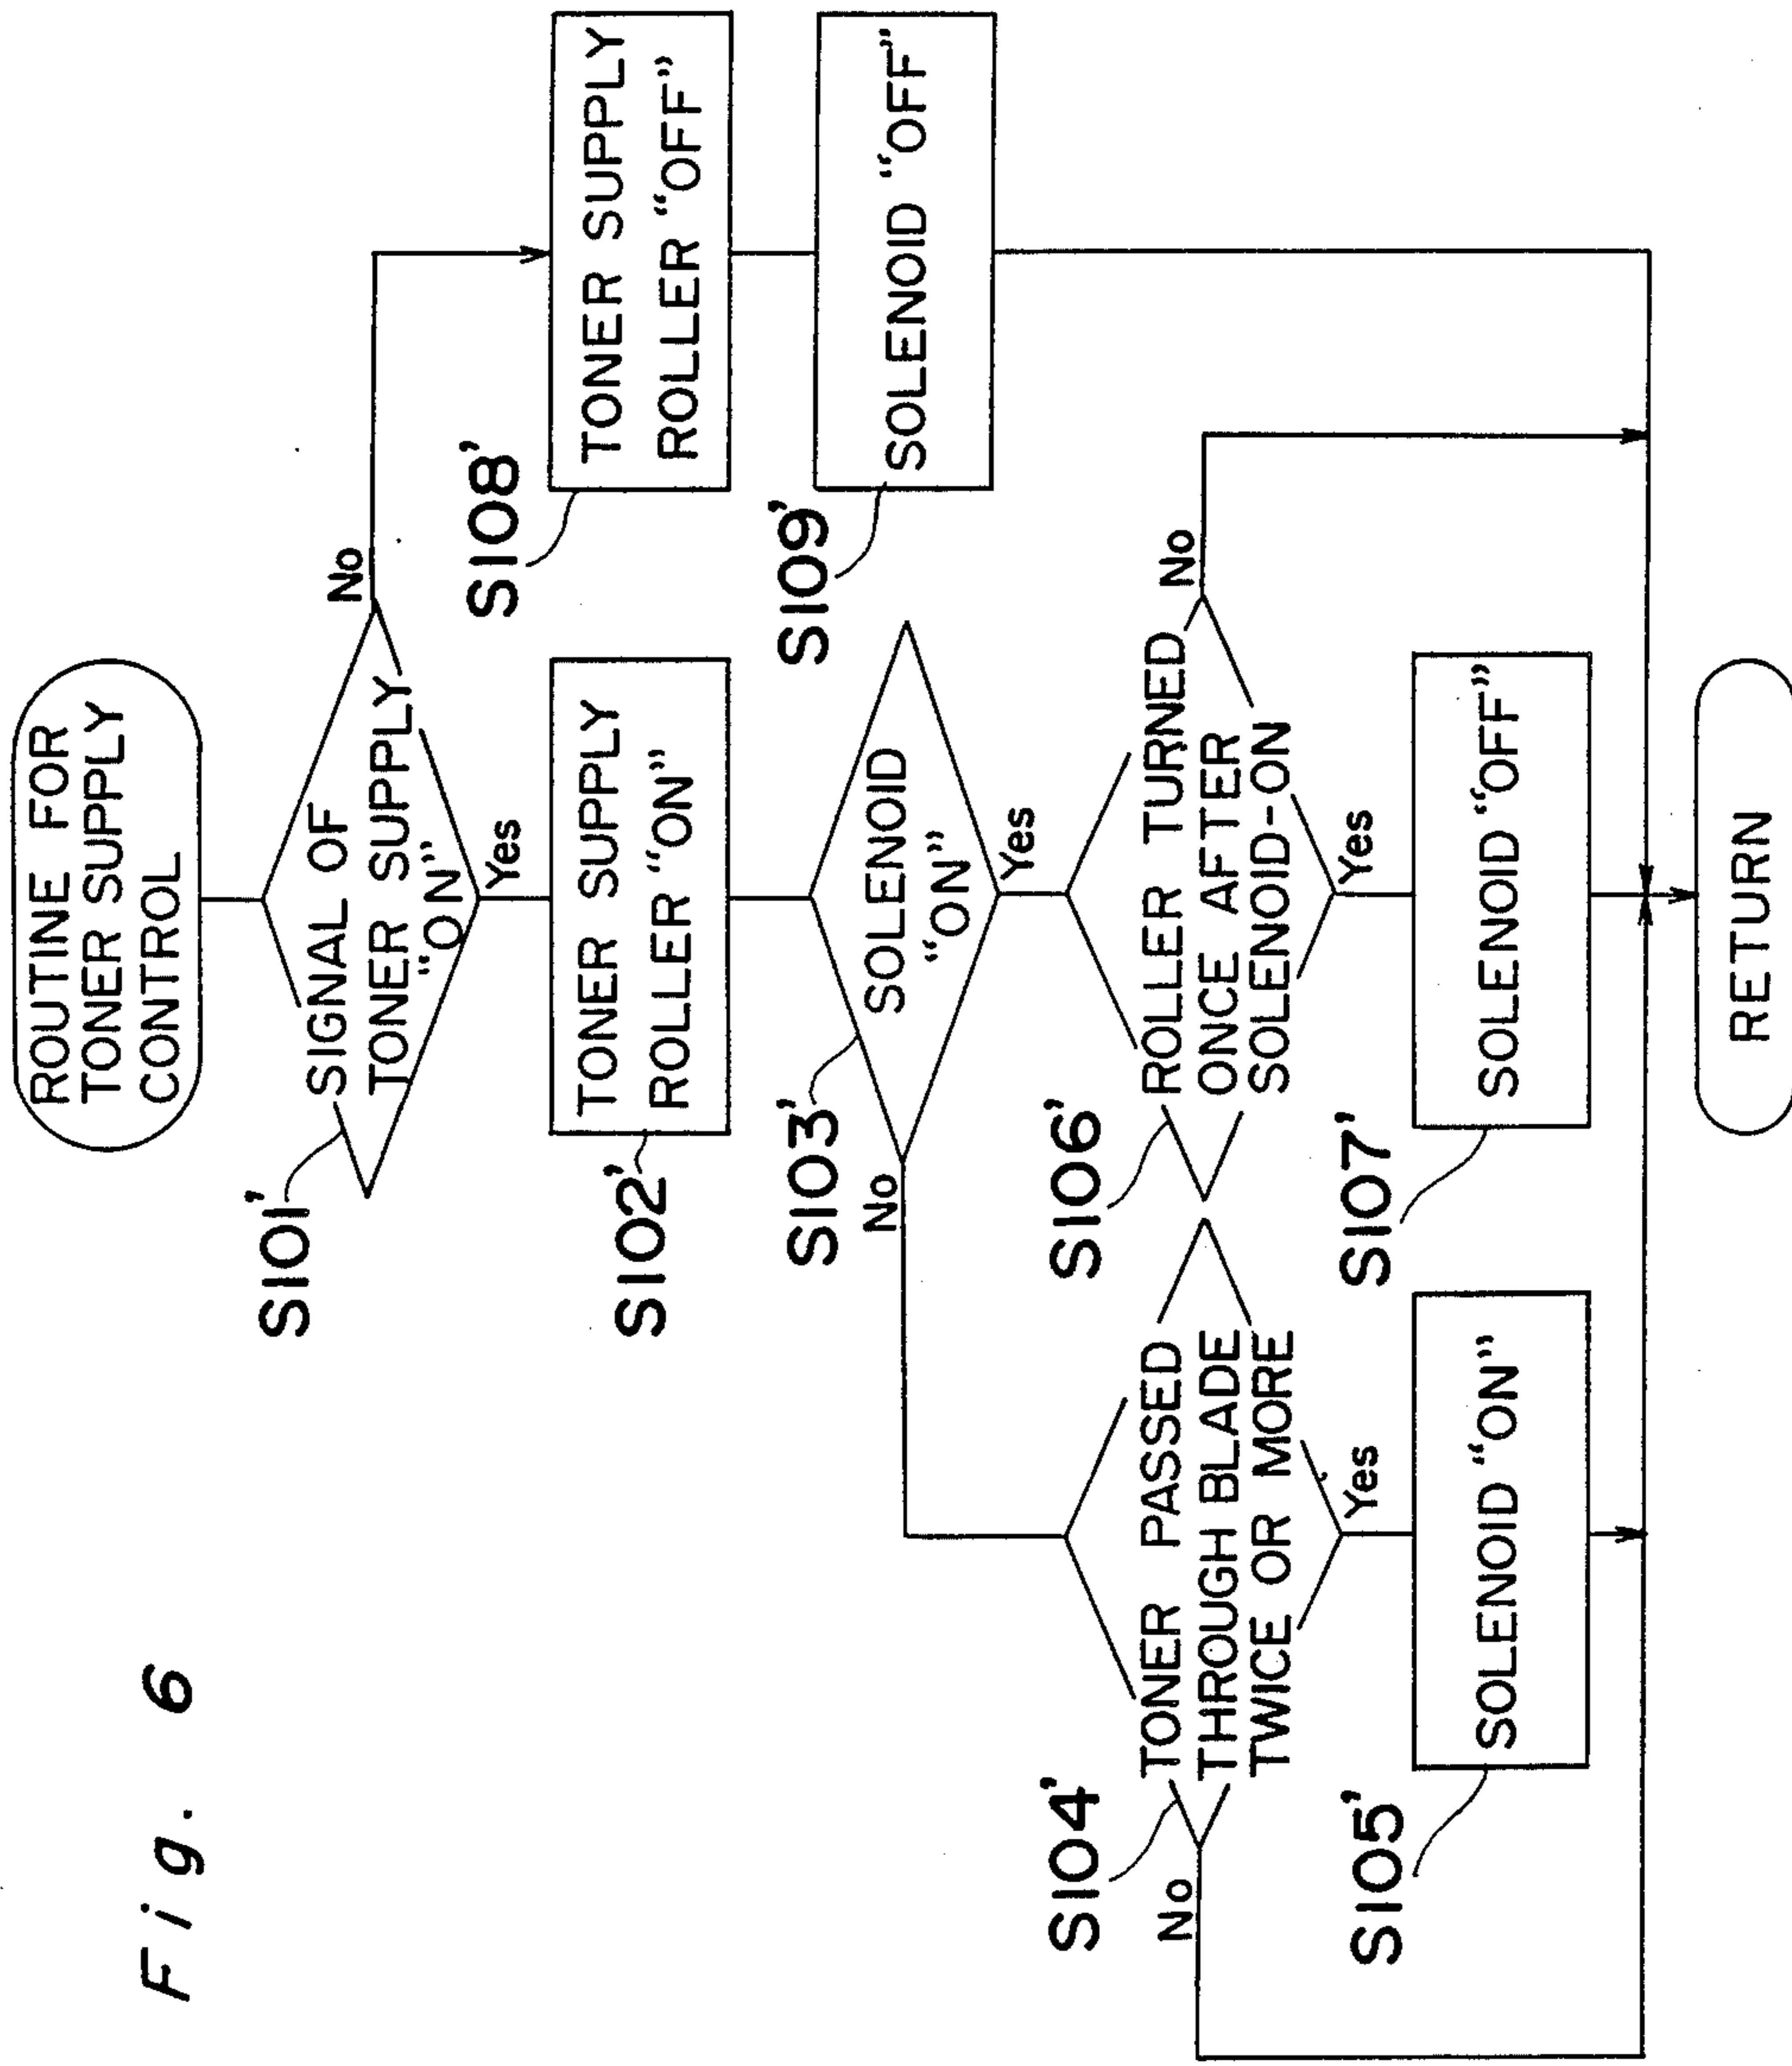 Fig. 6
ROUTINE FOR
TONER SUPPLY
CONTROL
S101'
SIGNAL OF
TONER SUPPLY
"ON"
No
Yes
S102'
TONER SUPPLY
ROLLER "ON"
S108'
TONER SUPPLY
ROLLER "OFF"
S103'
SOLENOID
"ON"
No
Yes
S109'
SOLENOID "OFF"
S104'
TONER PASSED
THROUGH BLADE
TWICE OR MORE
No
Yes
S106'
ROLLER TURNED
ONCE AFTER
SOLENOID-ON
No
Yes
S105'
SOLENOID "ON"
S107'
SOLENOID "OFF"
RETURN